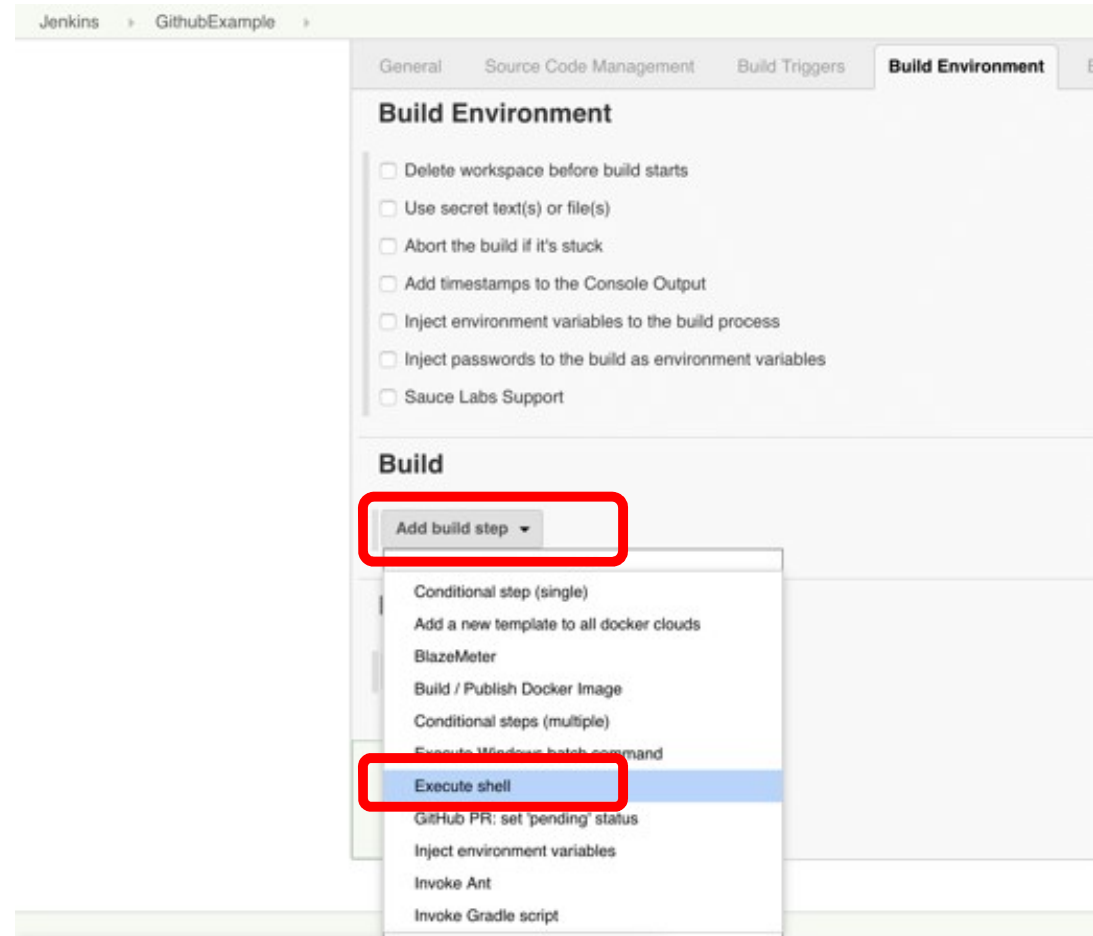 Jenkins GithubExample
General Source Code Management Build Triggers Build Environment
Build Environment
Delete workspace before build starts
Use secret text(s) or file(s)
Abort the build if it's stuck
Add timestamps to the Console Output
Inject environment variables to the build process
Inject passwords to the build as environment variables
Sauce Labs Support
Build
Add build step
Conditional step (single)
Add a new template to all docker clouds
BlazeMeter
Build / Publish Docker Image
Conditional steps (multiple)
Execute Windows batch command
Execute shell
GitHub PR: set 'pending' status
Inject environment variables
Invoke Ant
Invoke Gradle script